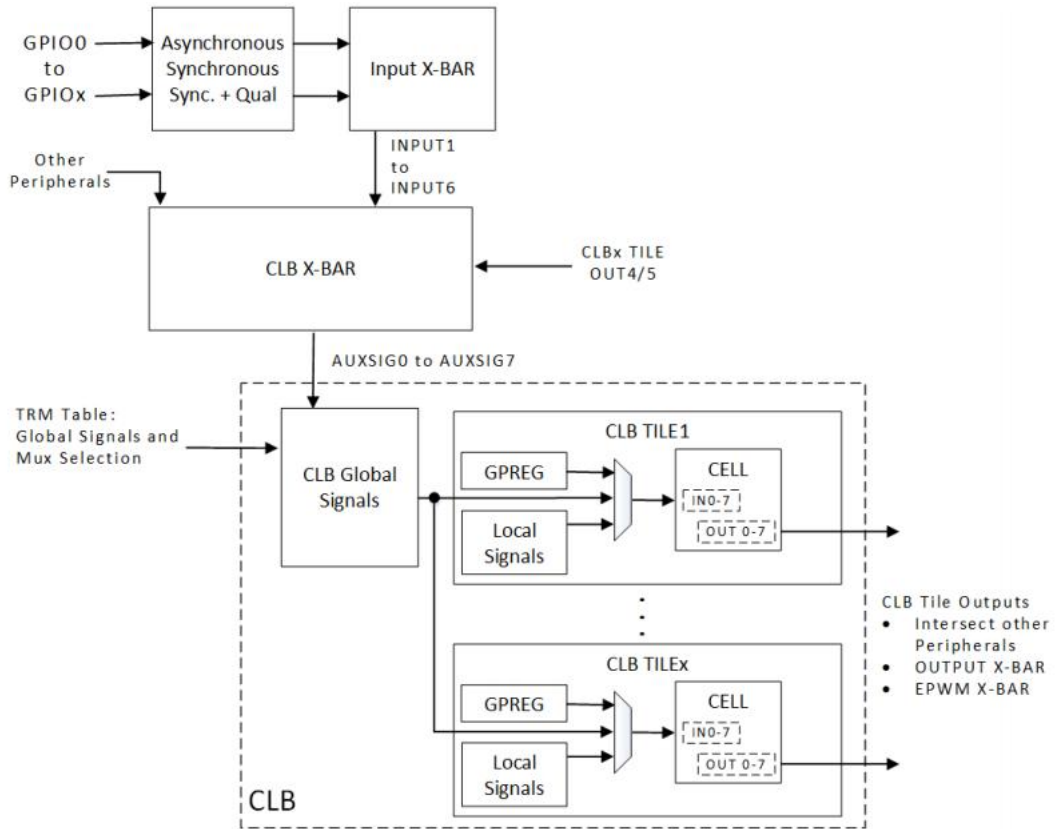 GPIO0
to
GPIOx
Asynchronous
Synchronous
Sync. + Qual
Input X-BAR
INPUT1
to
INPUT6
Other
Peripherals
CLB X-BAR
CLBx TILE
OUT4/5
AUXSIG0 to AUXSIG7
TRM Table:
Global Signals and
Mux Selection
CLB Global
Signals
CLB TILE1
GPREG
Local
Signals
CELL
IN0-7
OUT 0-7
CLB TILEx
GPREG
Local
Signals
CELL
IN0-7
OUT 0-7
CLB Tile Outputs
• Intersect other
Peripherals
• OUTPUT X-BAR
• EPWM X-BAR
CLB